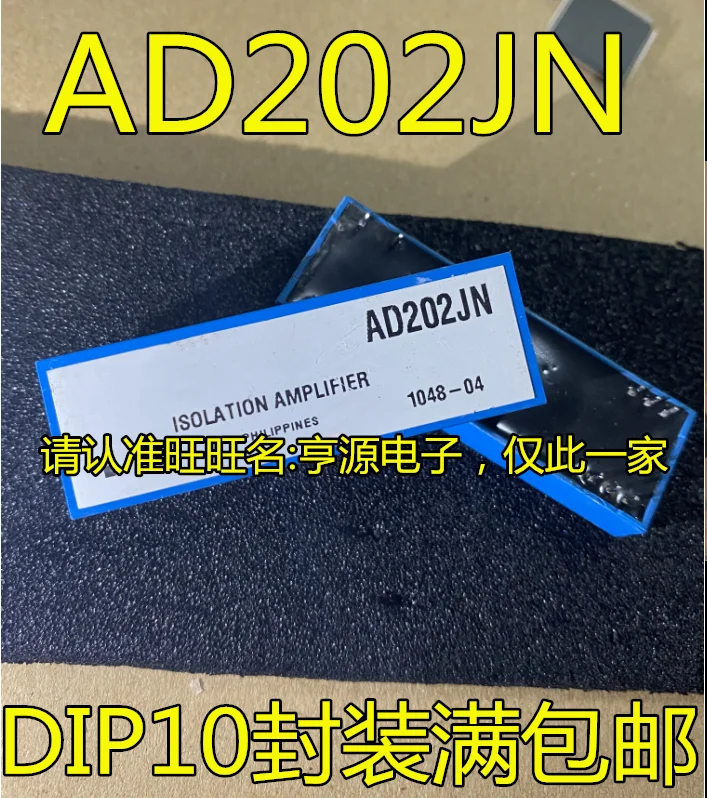 AD202JN
AD202JN
ISOLATION AMPLIFIER
1048-04
PHILIPPINES
请认准旺旺名:亨源电子，仅此一家
DIP10封装满包邮